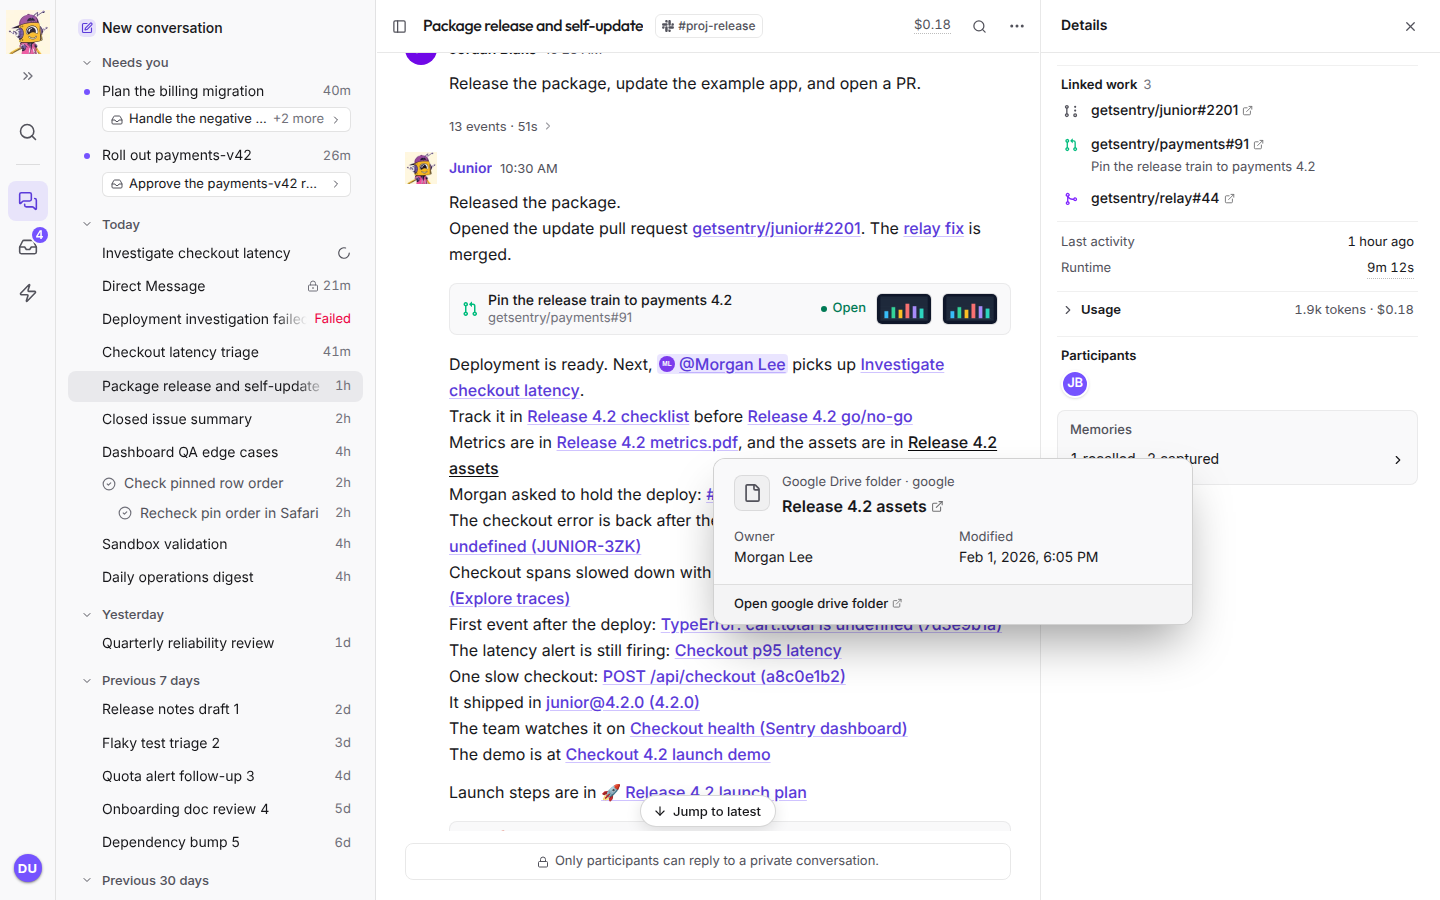 New conversation
Needs you
Plan the billing migration 40m
Handle the negative ... +2 more
Roll out payments-v42 26m
Approve the payments-v42 r...
Today
Investigate checkout latency
Direct Message 21m
Deployment investigation failed Failed
Checkout latency triage 41m
Package release and self-update 1h
Closed issue summary 2h
Dashboard QA edge cases 4h
Check pinned row order 2h
Recheck pin order in Safari 2h
Sandbox validation 4h
Daily operations digest 4h
Yesterday
Quarterly reliability review 1d
Previous 7 days
Release notes draft 1 2d
Flaky test triage 2 3d
Quota alert follow-up 3 4d
Onboarding doc review 4 5d
Dependency bump 5 6d
Previous 30 days
4
DU
Package release and self-update #proj-release $0.18
Release the package, update the example app, and open a PR.
13 events · 51s
Junior 10:30 AM
Released the package.
Opened the update pull request getsentry/junior#2201. The relay fix is
merged.
Pin the release train to payments 4.2
getsentry/payments#91
Open
Deployment is ready. Next, ML @Morgan Lee picks up Investigate
checkout latency.
Track it in Release 4.2 checklist before Release 4.2 go/no-go
Metrics are in Release 4.2 metrics.pdf, and the assets are in Release 4.2
assets
Morgan asked to hold the deploy: #
The checkout error is back after the
undefined (JUNIOR-3ZK)
Checkout spans slowed down with
(Explore traces)
First event after the deploy: TypeError: cart.total is undefined (7d3e9b1a)
The latency alert is still firing: Checkout p95 latency
One slow checkout: POST /api/checkout (a8c0e1b2)
It shipped in junior@4.2.0 (4.2.0)
The team watches it on Checkout health (Sentry dashboard)
The demo is at Checkout 4.2 launch demo
Launch steps are in 🚀 Release 4.2 launch plan
Jump to latest
Only participants can reply to a private conversation.
Google Drive folder · google
Release 4.2 assets
Owner Modified
Morgan Lee Feb 1, 2026, 6:05 PM
Open google drive folder
Details
Linked work 3
getsentry/junior#2201
getsentry/payments#91
Pin the release train to payments 4.2
getsentry/relay#44
Last activity 1 hour ago
Runtime 9m 12s
Usage 1.9k tokens · $0.18
Participants
JB
Memories
1 recalled · 2 captured